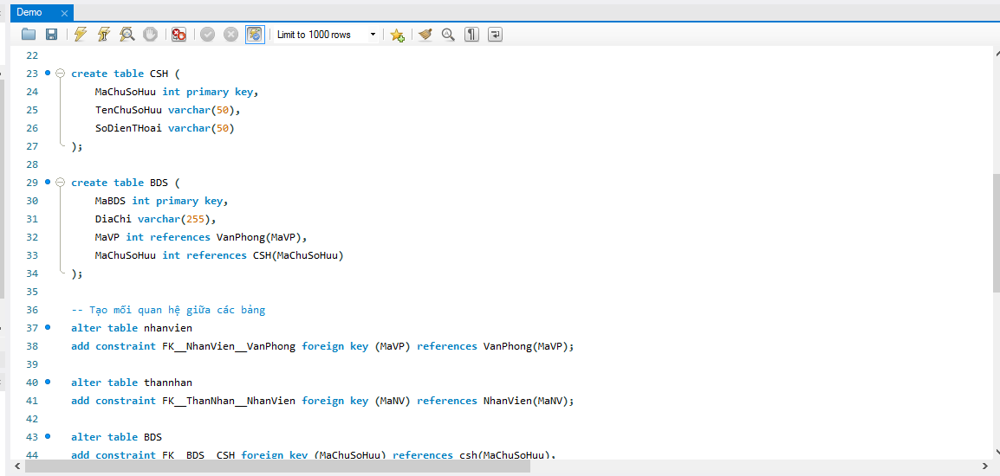 Demo
Limit to 1000 rows
22
23 create table CSH (
24 MaChuSoHuu int primary key,
25 TenChuSoHuu varchar(50),
26 SoDienTHoai varchar(50)
27 );
28
29 create table BDS (
30 MaBDS int primary key,
31 DiaChi varchar(255),
32 MaVP int references VanPhong(MaVP),
33 MaChuSoHuu int references CSH(MaChuSoHuu)
34 );
35
36 -- Tạo mối quan hệ giữa các bảng
37 alter table nhanvien
38 add constraint FK__NhanVien__VanPhong foreign key (MaVP) references VanPhong(MaVP);
39
40 alter table thannhan
41 add constraint FK__ThanNhan__NhanVien foreign key (MaNV) references NhanVien(MaNV);
42
43 alter table BDS
44 add constraint FK__BDS__CSH foreign key (MaChuSoHuu) references csh(MaChuSoHuu),